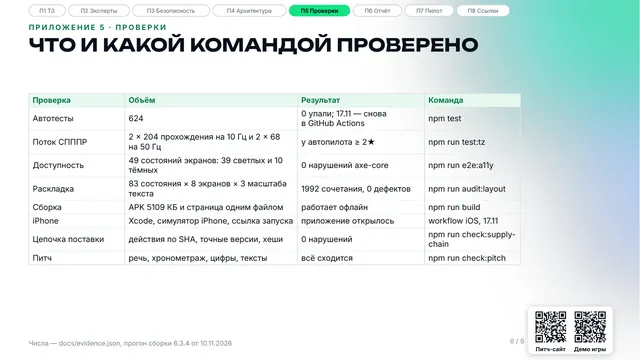 П1 ТЗ П2 Эксперты П3 Безопасность П4 Архитектура П5 Проверки П6 Отчёт П7 Пилот П8 Ссылки
ПРИЛОЖЕНИЕ 5 · ПРОВЕРКИ
ЧТО И КАКОЙ КОМАНДОЙ ПРОВЕРЕНО
Проверка Объём Результат Команда
Автотесты 624 0 упали; 17.11 — снова в GitHub Actions npm test
Поток СПППР 2 × 204 прохождения на 10 Гц и 2 × 68 на 50 Гц у автопилота ≥ 2★ npm run test:tz
Доступность 49 состояний экранов: 39 светлых и 10 тёмных 0 нарушений axe-core npm run e2e:a11y
Раскладка 83 состояния × 8 экранов × 3 масштаба текста 1992 сочетания, 0 дефектов npm run audit:layout
Сборка APK 5109 КБ и страница одним файлом работает офлайн npm run build
iPhone Xcode, симулятор iPhone, ссылка запуска приложение открылось workflow iOS, 17.11
Цепочка поставки действия по SHA, точные версии, хеши 0 нарушений npm run check:supply-chain
Питч речь, хронометраж, цифры, тексты всё сходится npm run check:pitch
Числа — docs/evidence.json, прогон сборки 6.3.4 от 10.11.2026
6 / 9
Питч-сайт Демо игры